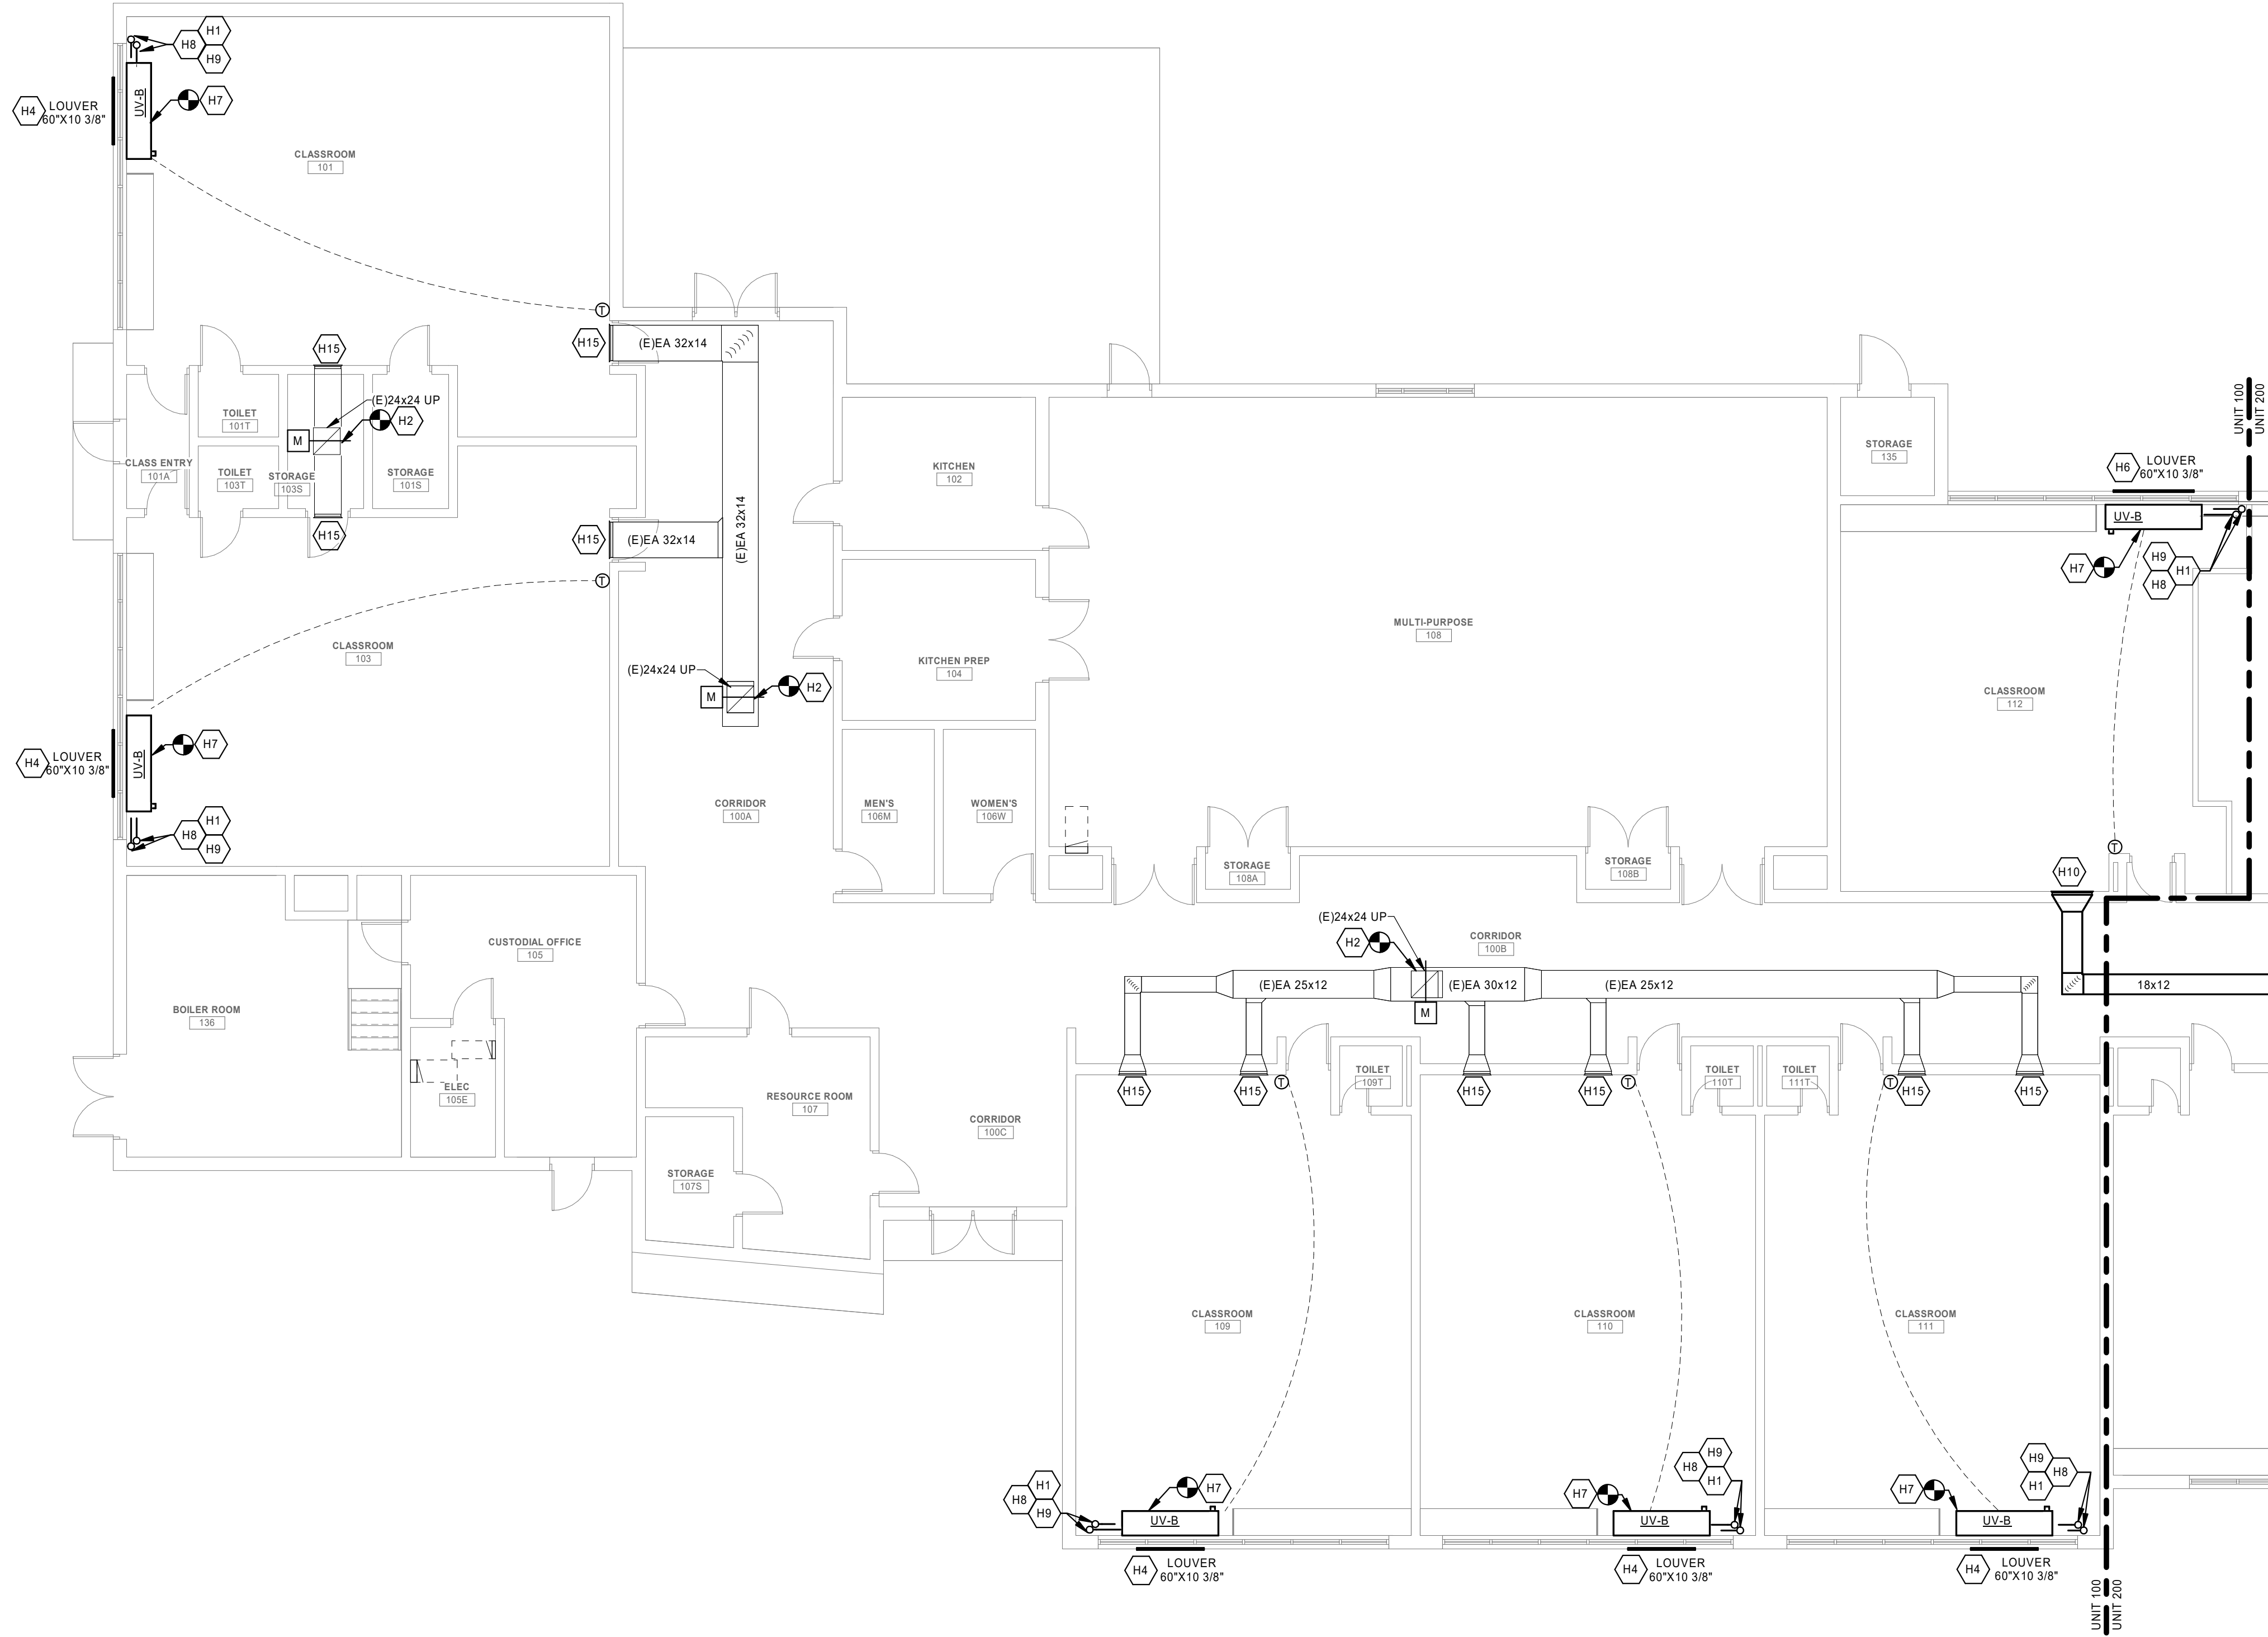 H1
H8
H9
H4
LOUVER
60"X10 3/8"
UV-B
H7
CLASSROOM
101
T
H15
(E)EA 32x14
H15
(E)24x24 UP
M
H2
TOILET
101T
CLASS ENTRY
101A
TOILET
103T
STORAGE
103S
STORAGE
101S
H15
H15
(E)EA 32x14
(E)EA 32x14
T
CLASSROOM
103
(E)24x24 UP
M
H2
H7
UV-B
H4
LOUVER
60"X10 3/8"
H1
H8
H9
KITCHEN
102
KITCHEN PREP
104
MEN'S
106M
WOMEN'S
106W
CORRIDOR
100A
MULTI-PURPOSE
108
STORAGE
108A
STORAGE
108B
STORAGE
135
UNIT 100
UNIT 200
H6
LOUVER
60"X10 3/8"
UV-B
H7
H9
H1
H8
CLASSROOM
112
T
H10
18x12
CUSTODIAL OFFICE
105
BOILER ROOM
136
ELEC
105E
RESOURCE ROOM
107
STORAGE
107S
CORRIDOR
100C
(E)24x24 UP
H2
CORRIDOR
100B
(E)EA 25x12
(E)EA 30x12
(E)EA 25x12
M
H15
H15
T
TOILET
109T
H15
H15
T
TOILET
110T
TOILET
111T
T
H15
H15
CLASSROOM
109
CLASSROOM
110
CLASSROOM
111
H1
H8
H9
H7
UV-B
H4
LOUVER
60"X10 3/8"
H7
H9
H8
H1
UV-B
H4
LOUVER
60"X10 3/8"
H7
H9
H8
H1
UV-B
H4
LOUVER
60"X10 3/8"
UNIT 100
UNIT 200